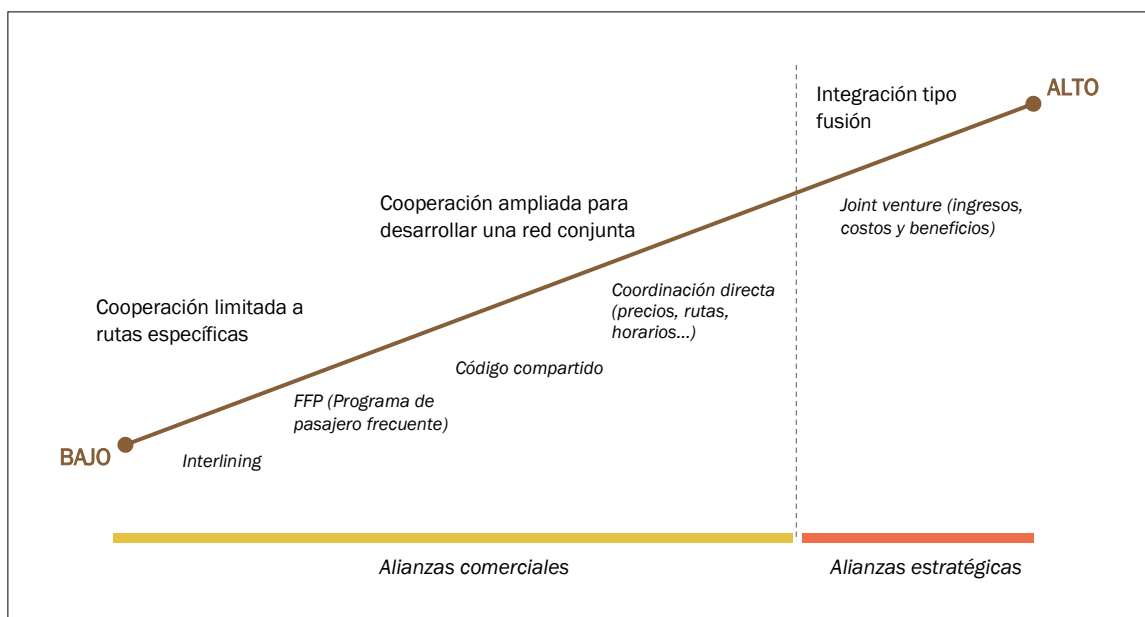 ALTO
Integración tipo
fusión
Cooperación ampliada para
desarrollar una red conjunta
Joint venture (ingresos,
costos y beneficios)
Cooperación limitada a
rutas específicas
Coordinación directa
(precios, rutas,
horarios...)
Código compartido
FFP (Programa de
pasajero frecuente)
BAJO
Interlining
Alianzas comerciales
Alianzas estratégicas